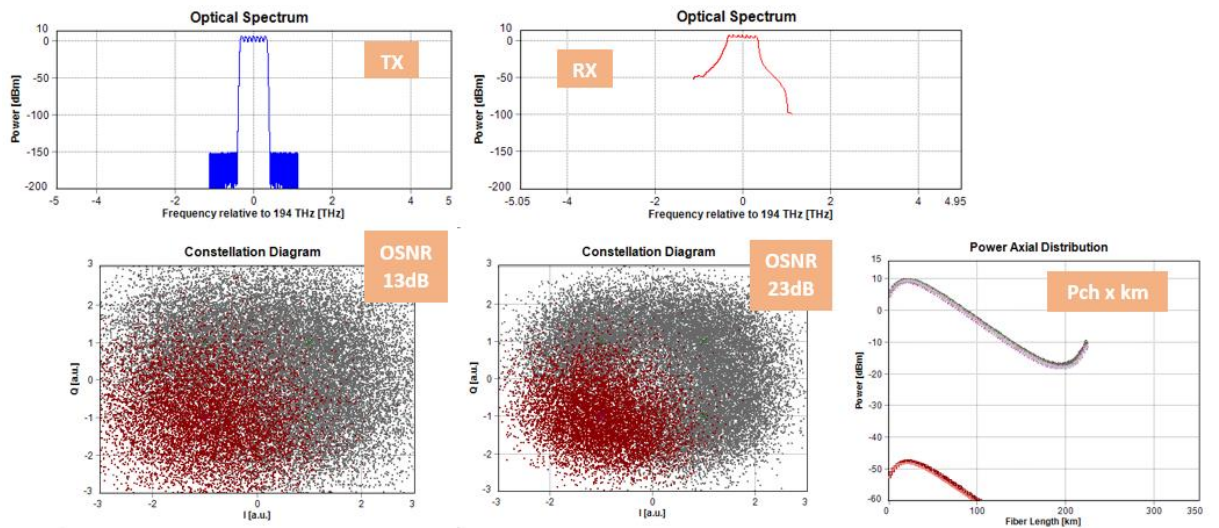 Optical Spectrum
10
0
-50
-100
-150
-200
Power [dBm]
TX
-5
-4
-2
0
2
4
5
Frequency relative to 194 THz [THz]
Optical Spectrum
10
0
-50
-100
-150
-200
Power [dBm]
RX
-5.05
-4
-2
0
2
4
4.95
Frequency relative to 194 THz [THz]
Constellation Diagram
OSNR
13dB
3
2
1
0
-1
-2
-3
Q [a.u.]
-3
-2
0
2
3
I [a.u.]
Constellation Diagram
OSNR
23dB
3
2
1
0
-1
-2
-3
Q [a.u.]
-3
-2
0
2
3
I [a.u.]
Power Axial Distribution
Pch x km
15
10
0
-10
-20
-30
-40
-50
-60
Power [dBm]
0
100
200
300
350
Fiber Length [km]